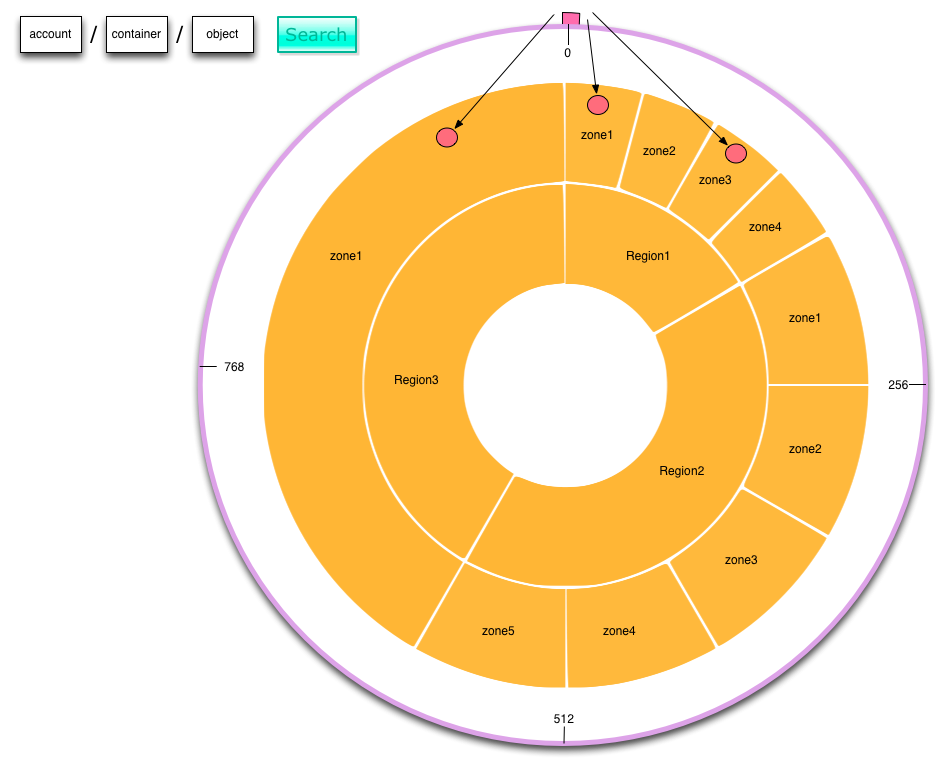 account / container / object Search
0
zone1
zone2
zone3
zone4
zone1
Region1
zone1
768
Region3
256
zone2
Region2
zone3
zone5
zone4
512